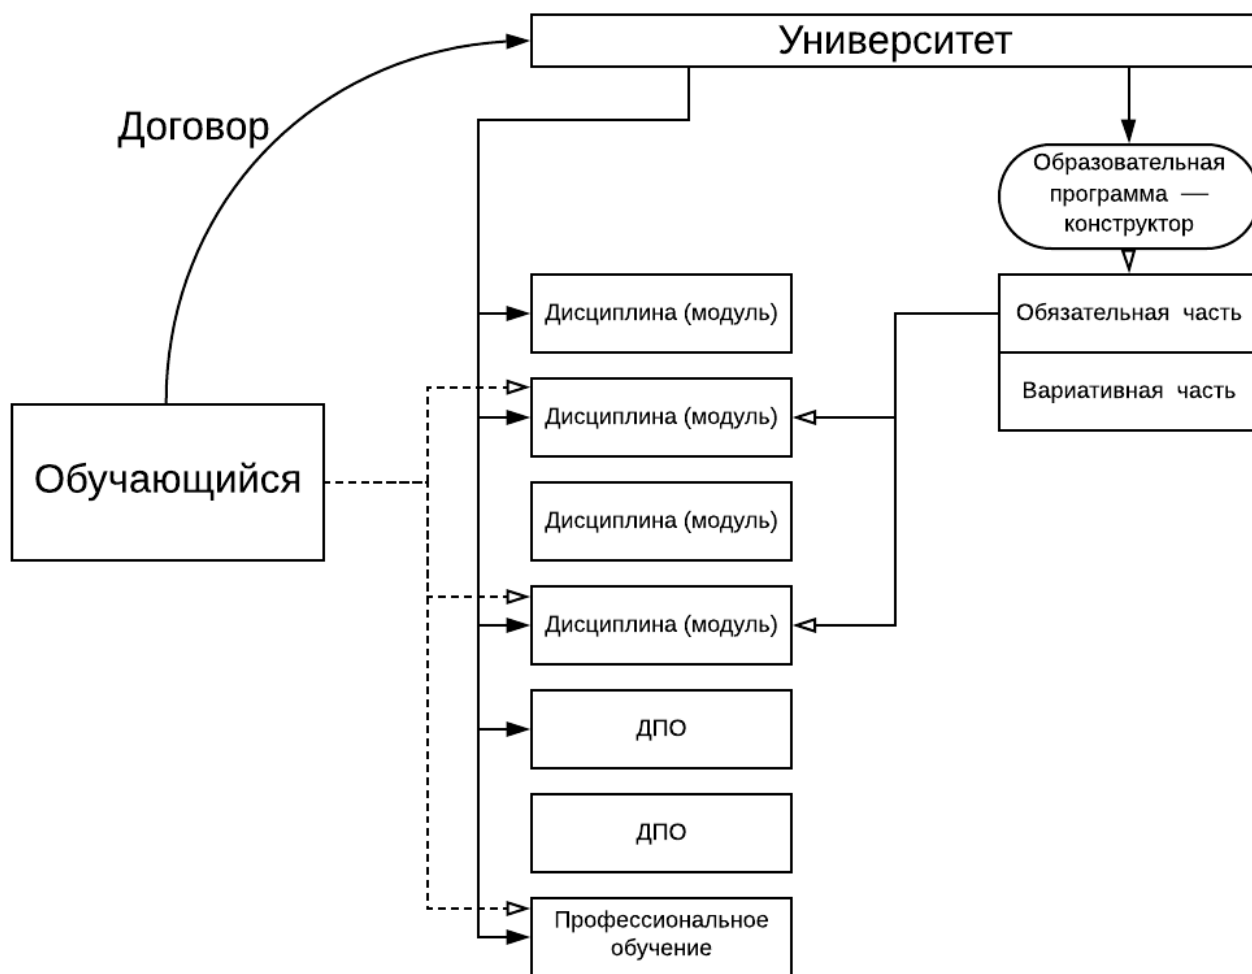 Университет
Договор
Образовательная
программа —
конструктор
Дисциплина (модуль)
Обязательная часть
Дисциплина (модуль)
Вариативная часть
Обучающийся
Дисциплина (модуль)
Дисциплина (модуль)
ДПО
ДПО
Профессиональное
обучение